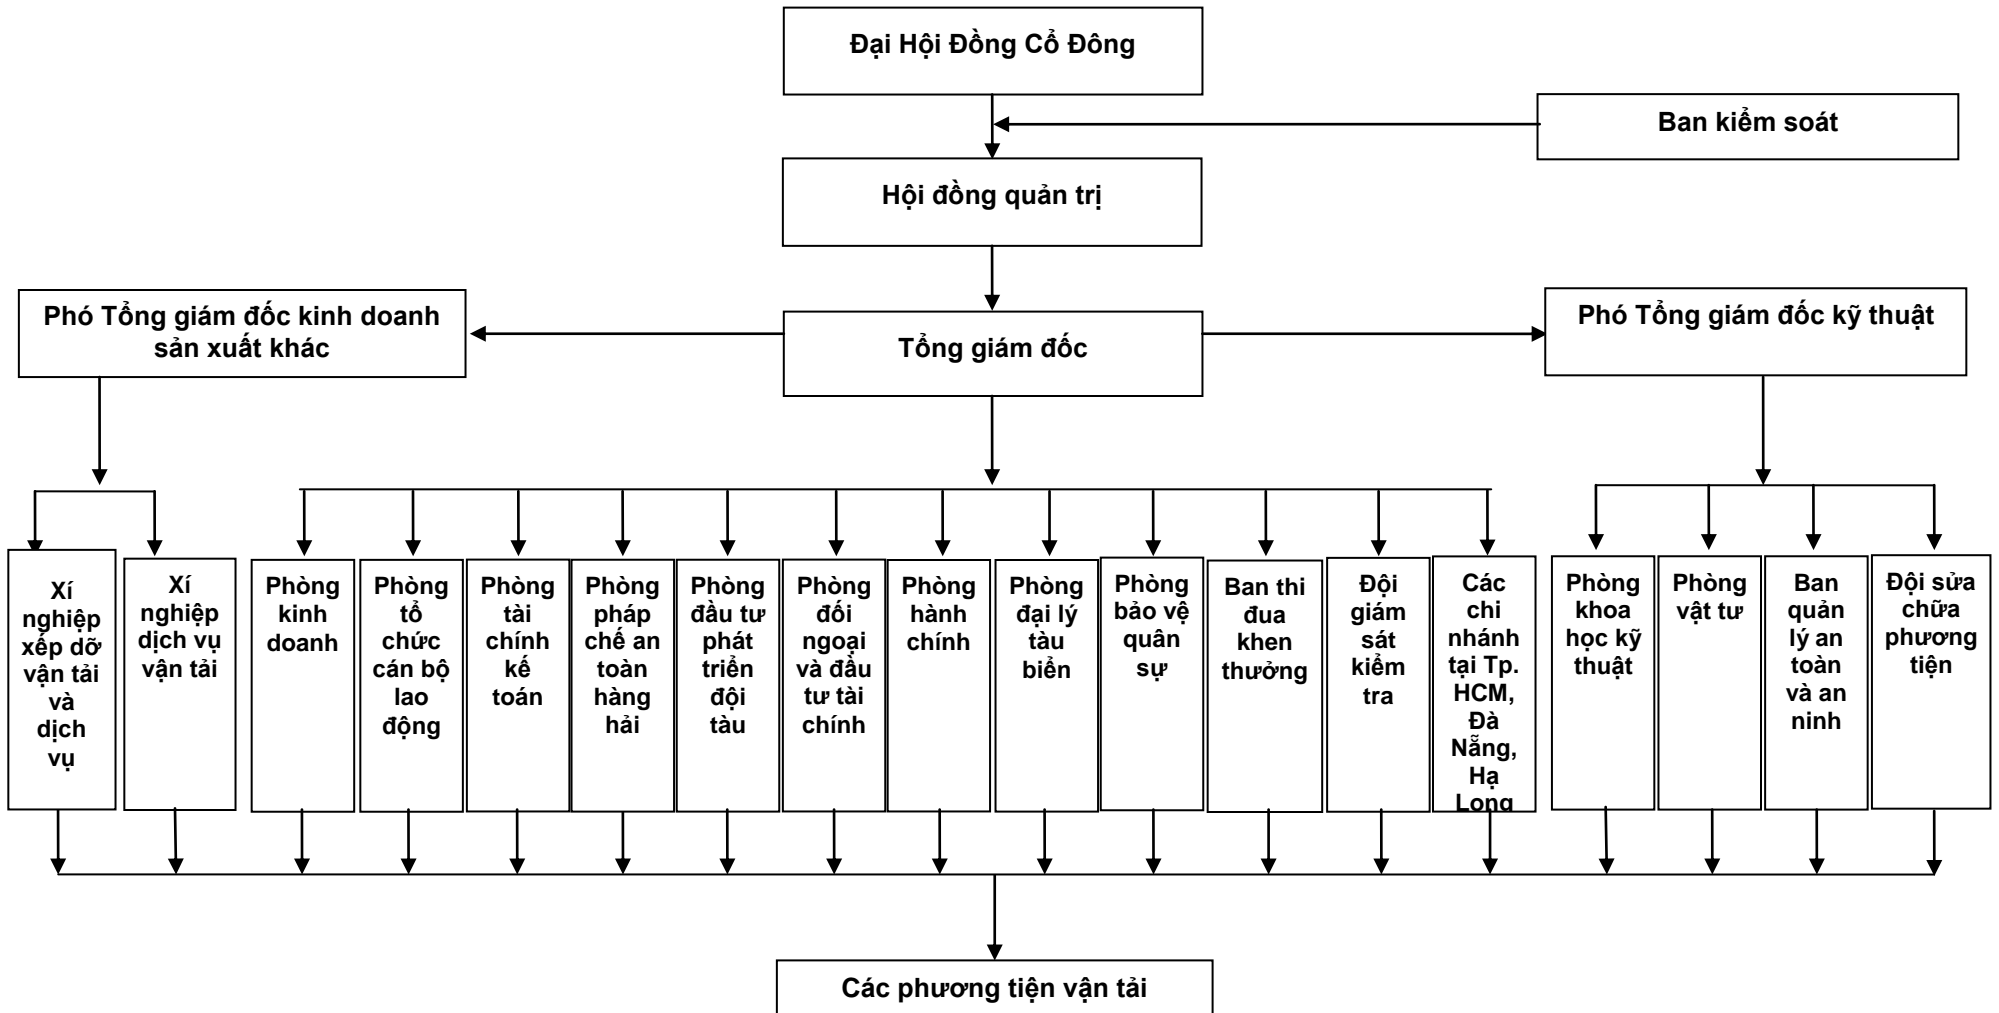 Đại Hội Đồng Cổ Đông
Ban kiểm soát
Hội đồng quản trị
Phó Tổng giám đốc kinh doanh
sản xuất khác
Tổng giám đốc
Phó Tổng giám đốc kỹ thuật
Xí
nghiệp
xếp dỡ
vận tải
và
dịch
vụ
Xí
nghiệp
dịch vụ
vận tải
Phòng
kinh
doanh
Phòng
tổ
chức
cán bộ
lao
động
Phòng
tài
chính
kế
toán
Phòng
pháp
chế an
toàn
hàng
hải
Phòng
đầu tư
phát
triển
đội
tàu
Phòng
đối
ngoại
và đầu
tư tài
chính
Phòng
hành
chính
Phòng
đại lý
tàu
biển
Phòng
bảo vệ
quân
sự
Ban thi
đua
khen
thưởng
Đội
giám
sát
kiểm
tra
Các
chi
nhánh
tại Tp.
HCM,
Đà
Nẵng,
Hạ
Long
Phòng
khoa
học kỹ
thuật
Phòng
vật tư
Ban
quản
lý an
toàn
và an
ninh
Đội sửa
chữa
phương
tiện
Các phương tiện vận tải